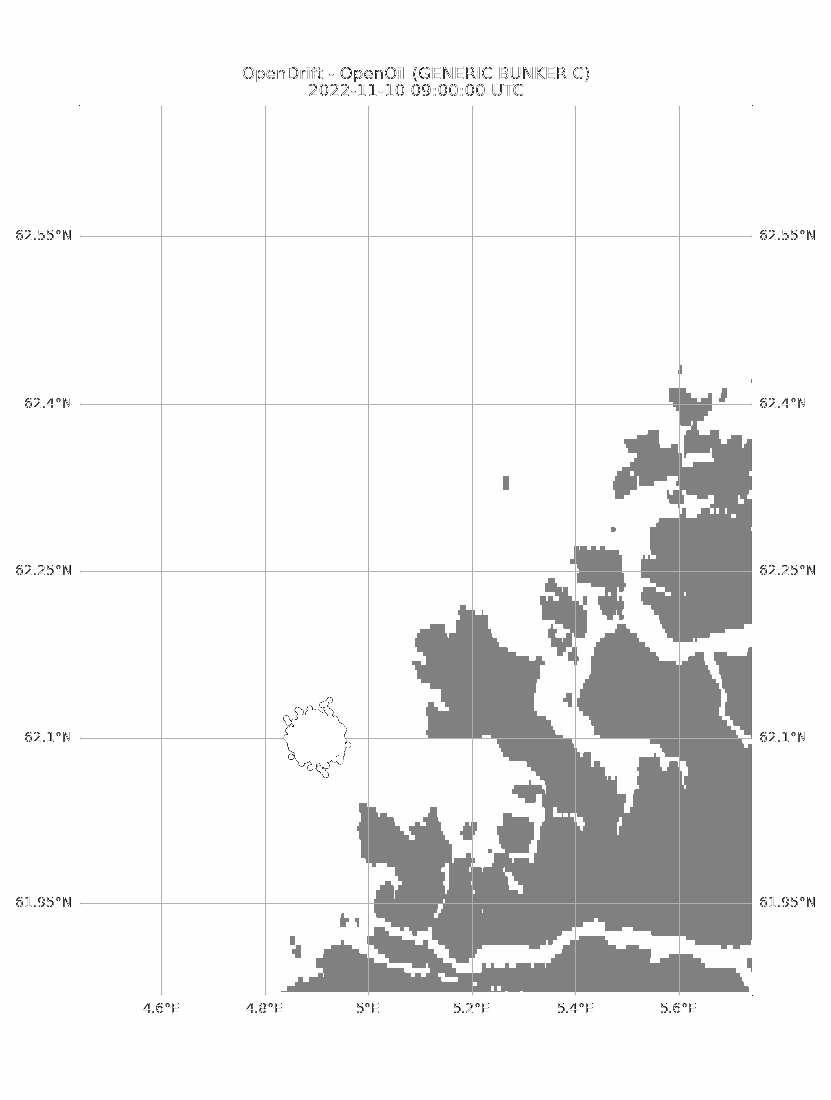 OpenDrift - OpenOil (GENERIC BUNKER C)
2022-11-10 09:00:00 UTC
62.55°N 62.55°N
62.4°N 62.4°N
62.25°N 62.25°N
62.1°N 62.1°N
61.95°N 61.95°N
4.6°E 4.8°E 5°E 5.2°E 5.4°E 5.6°E